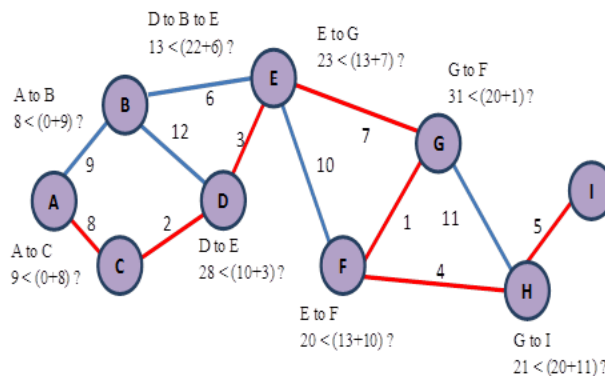 D to B to E
13 < (22+6) ?
E to G
23 < (13+7) ?
G to F
31 < (20+1) ?
A to B
8 < (0+9) ?
E
B
6
12
3
7
G
9
10
I
A
8
2
D
1
11
5
C
A to C
9 < (0+8) ?
D to E
28 < (10+3) ?
F
4
H
E to F
20 < (13+10) ?
G to I
21 < (20+11) ?